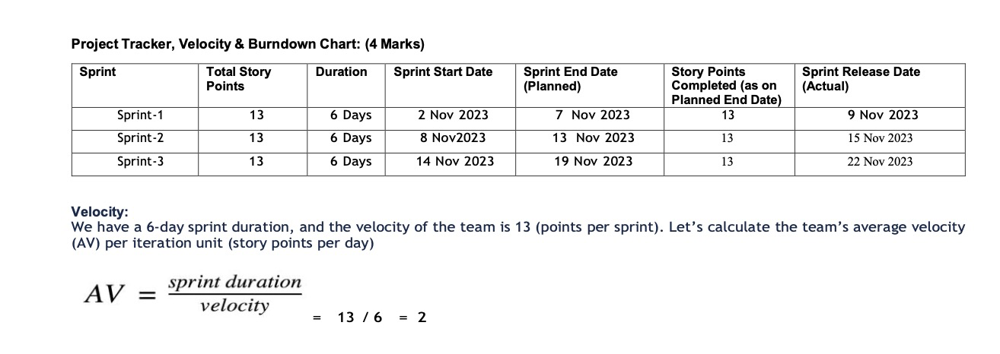 Project Tracker, Velocity & Burndown Chart: (4 Marks)
Sprint Total Story Points Duration Sprint Start Date Sprint End Date (Planned) Story Points Completed (as on Planned End Date) Sprint Release Date (Actual)
Sprint-1 13 6 Days 2 Nov 2023 7 Nov 2023 13 9 Nov 2023
Sprint-2 13 6 Days 8 Nov2023 13 Nov 2023 13 15 Nov 2023
Sprint-3 13 6 Days 14 Nov 2023 19 Nov 2023 13 22 Nov 2023
Velocity:
We have a 6-day sprint duration, and the velocity of the team is 13 (points per sprint). Let’s calculate the team’s average velocity
(AV) per iteration unit (story points per day)
AV = sprint duration
velocity
= 13 / 6 = 2